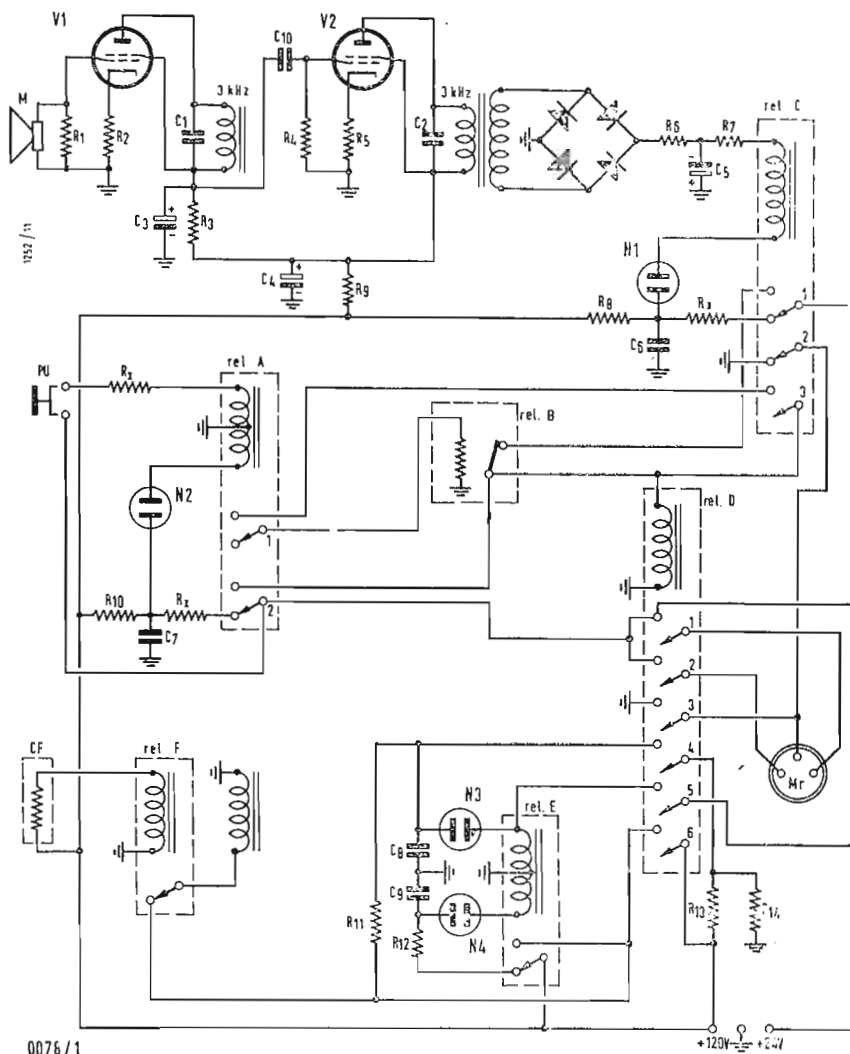 V1
V2
C10
M
3 kHz
3 kHz
rel. C
C1
C2
R6
R7
R1
R2
R4
R5
C5
C3
R3
1252/11
N1
C4
R9
R8
Rx
1
C6
2
PU
Rx
rel. A
3
rel. B
N2
rel. D
1
R10
Rx
2
C7
1
2
3
CF
rel. F
4
Mr
N3
rel. E
5
C8
6
C9
R11
R13
R12
N4
+120V
+24V
0078/1